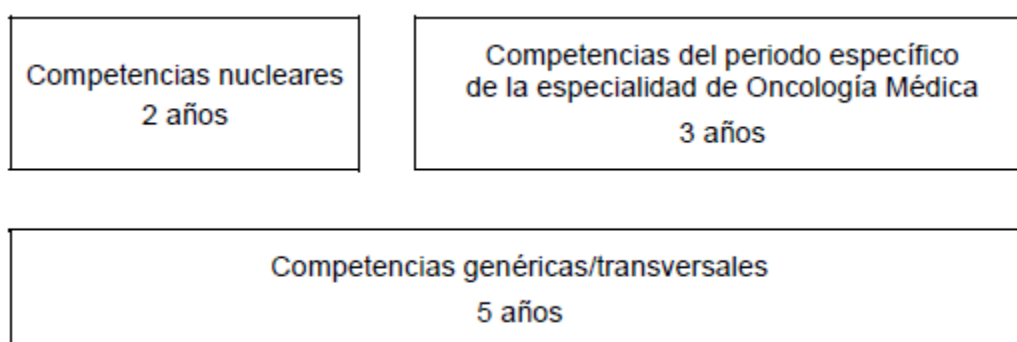 Competencias nucleares
2 años
Competencias del periodo específico
de la especialidad de Oncología Médica
3 años
Competencias genéricas/transversales
5 años